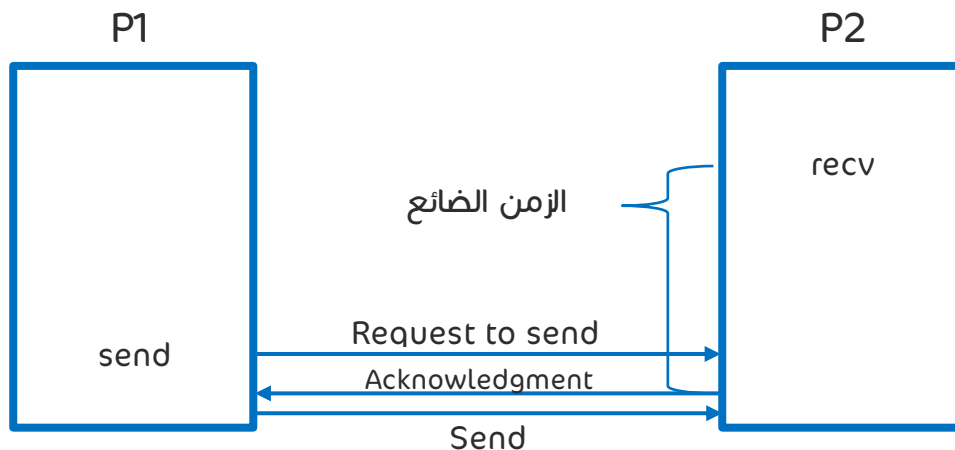 P1
P2
recv
الزمن الضائع
Request to send
send
Acknowledgment
Send